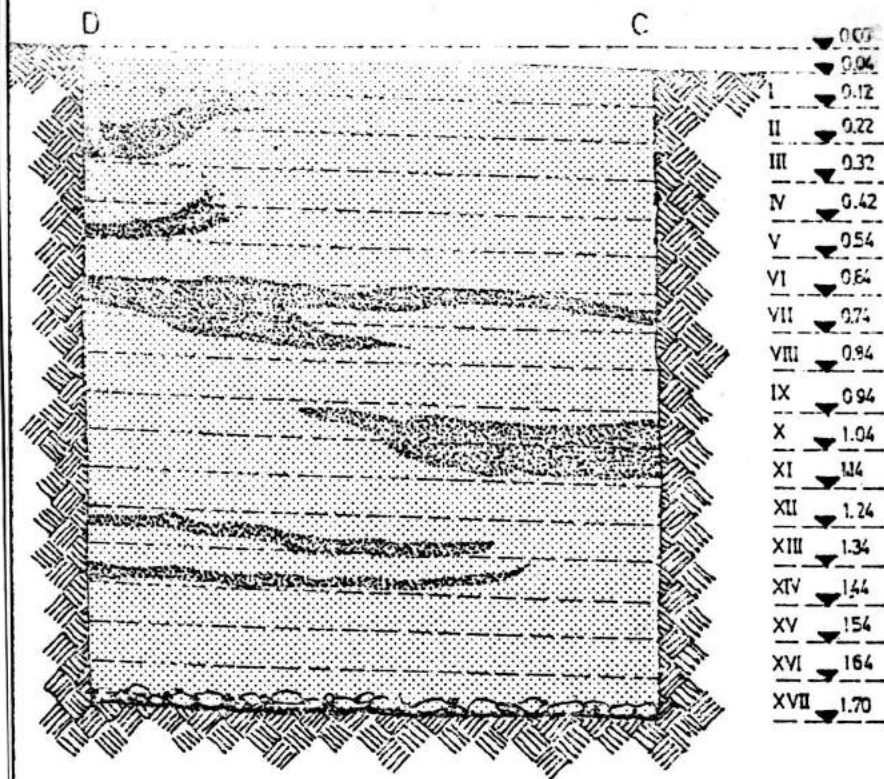 D C
0.00
0.04
I 0.12
II 0.22
III 0.32
IV 0.42
V 0.54
VI 0.64
VII 0.74
VIII 0.84
IX 0.94
X 1.04
XI 1.14
XII 1.24
XIII 1.34
XIV 1.44
XV 1.54
XVI 1.64
XVII 1.70